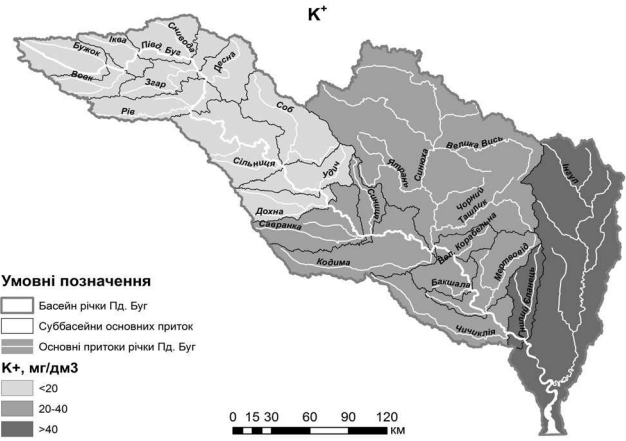 K+
Снивода
Іква
Півд. Буг
Бужок
Десна
Вовк
Згар
Рів
Соб
Сільниця
Удич
Велика Вись
Синюха
Ятрань
Інгул
Синиця
Чорний
Ташлик
Дохна
Савранка
Вел. Корабельна
Кодима
Мертвовід
Бакшала
Гнилий Єланець
Чичиклія
Умовні позначення
Басейн річки Пд. Буг
Суббасейни основних приток
Основні притоки річки Пд. Буг
K+, мг/дм3
<20
20-40
>40
0 15 30 60 90 120
км